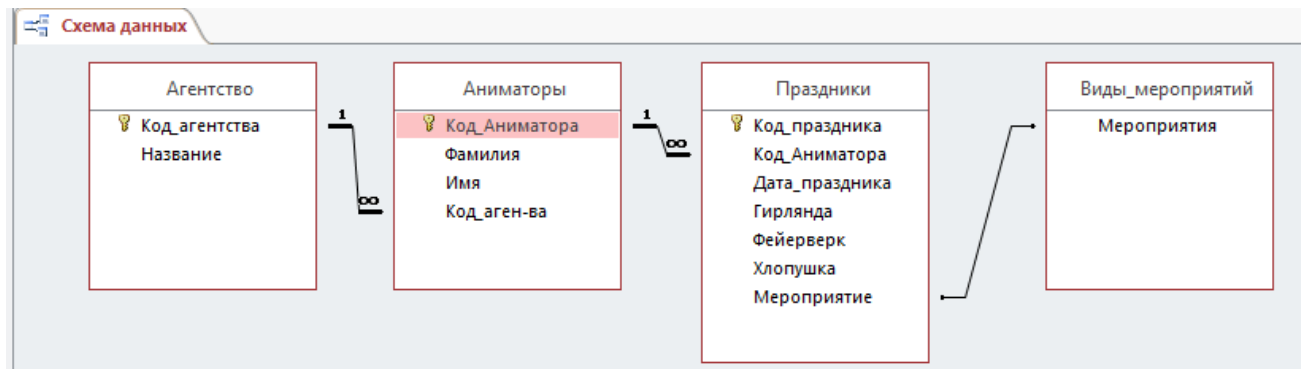 Схема данных
Агентство
Код_агентства
Название
1
∞
Аниматоры
Код_Аниматора
Фамилия
Имя
Код_аген-ва
1
∞
Праздники
Код_праздника
Код_Аниматора
Дата_праздника
Гирлянда
Фейерверк
Хлопушка
Мероприятие
Виды_мероприятий
Мероприятия